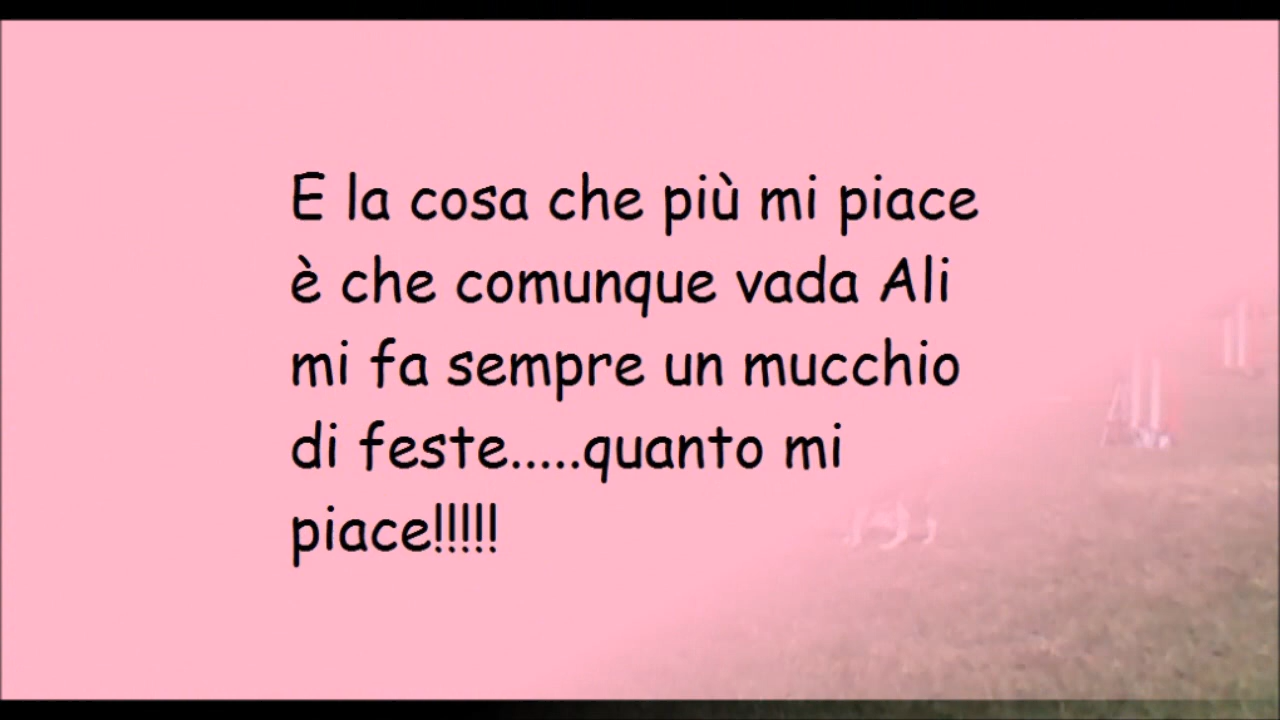 E la cosa che più mi piace
è che comunque vada Ali
mi fa sempre un mucchio
di feste.....quanto mi
piace!!!!!